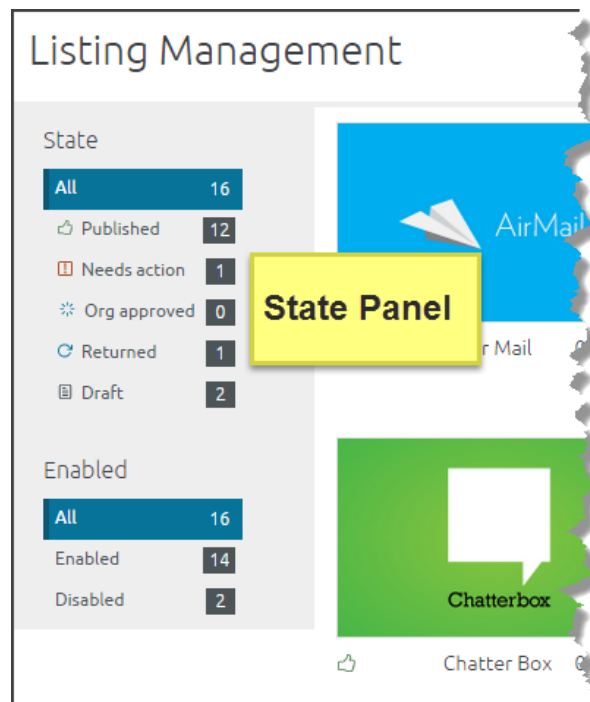 Listing Management
State
All 16
Published 12
Needs action 1
Org approved 0
Returned 1
Draft 2
Enabled
All 16
Enabled 14
Disabled 2
State Panel
AirMail
r Mail
Chatterbox
Chatter Box